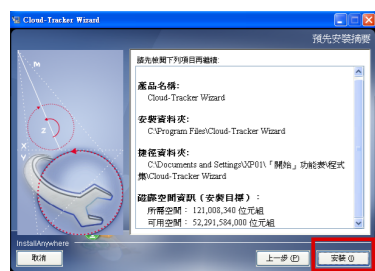 Cloud-Tracker Wizard
預先安裝摘要
請先檢閱下列項目再繼續:
產品名稱:
Cloud-Tracker Wizard
安裝資料夾:
C:\Program Files\Cloud-Tracker Wizard
捷徑資料夾:
C:\Documents and Settings\XP01\「開始」功能表\程式
集\Cloud-Tracker Wizard
磁碟空間資訊（安裝目標）：
所需空間： 121,008,340 位元組
可用空間： 52,291,584,000 位元組
M
Z
X
Y
InstallAnywhere
取消
上一步(P)
安裝(I)